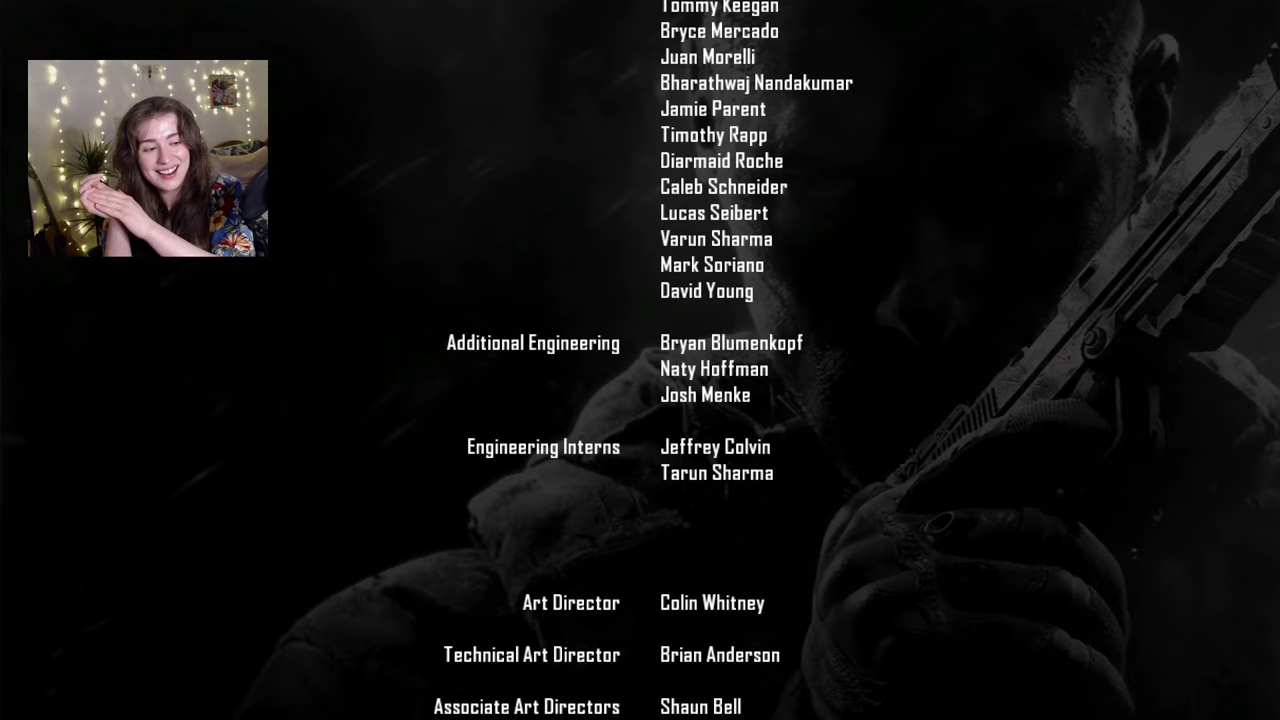 Tommy Keegan
Bryce Mercado
Juan Morelli
Bharathwaj Nandakumar
Jamie Parent
Timothy Rapp
Diarmaid Roche
Caleb Schneider
Lucas Seibert
Varun Sharma
Mark Soriano
David Young
Additional Engineering Bryan Blumenkopf
Naty Hoffman
Josh Menke
Engineering Interns Jeffrey Colvin
Tarun Sharma
Art Director Colin Whitney
Technical Art Director Brian Anderson
Associate Art Directors Shaun Bell